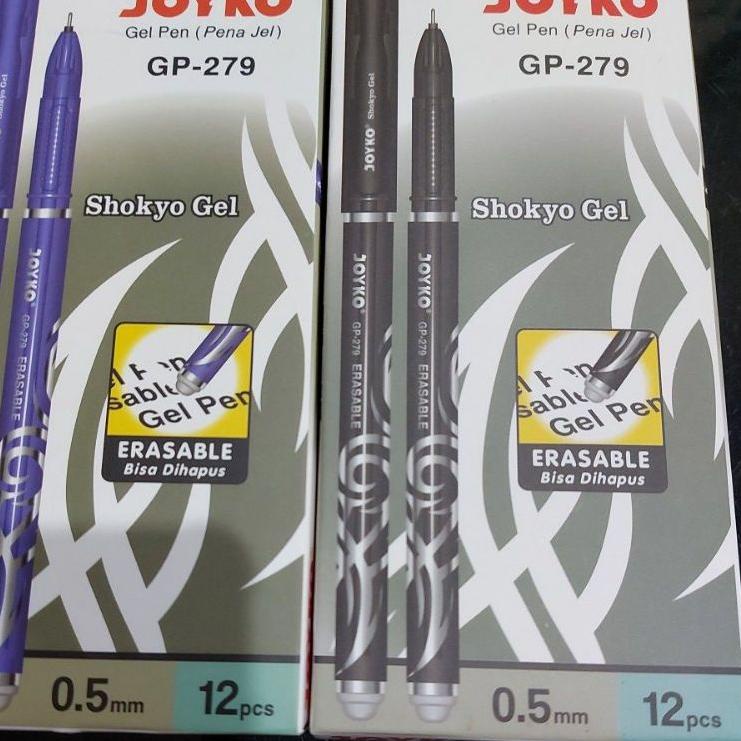 JOYKO
Gel Pen (Pena Jel)
GP-279
Shokyo Gel
JOYKO
GP-279 ERASABLE
Gel Pen
ERASABLE
Bisa Dihapus
0.5mm
12pcs
JOYKO
Gel Pen (Pena Jel)
GP-279
JOYKO Shokyo Gel
Shokyo Gel
JOYKO
GP-279 ERASABLE
JOYKO
GP-279 ERASABLE
Gel Pen
ERASABLE
Bisa Dihapus
0.5mm
12pcs
JOYKO